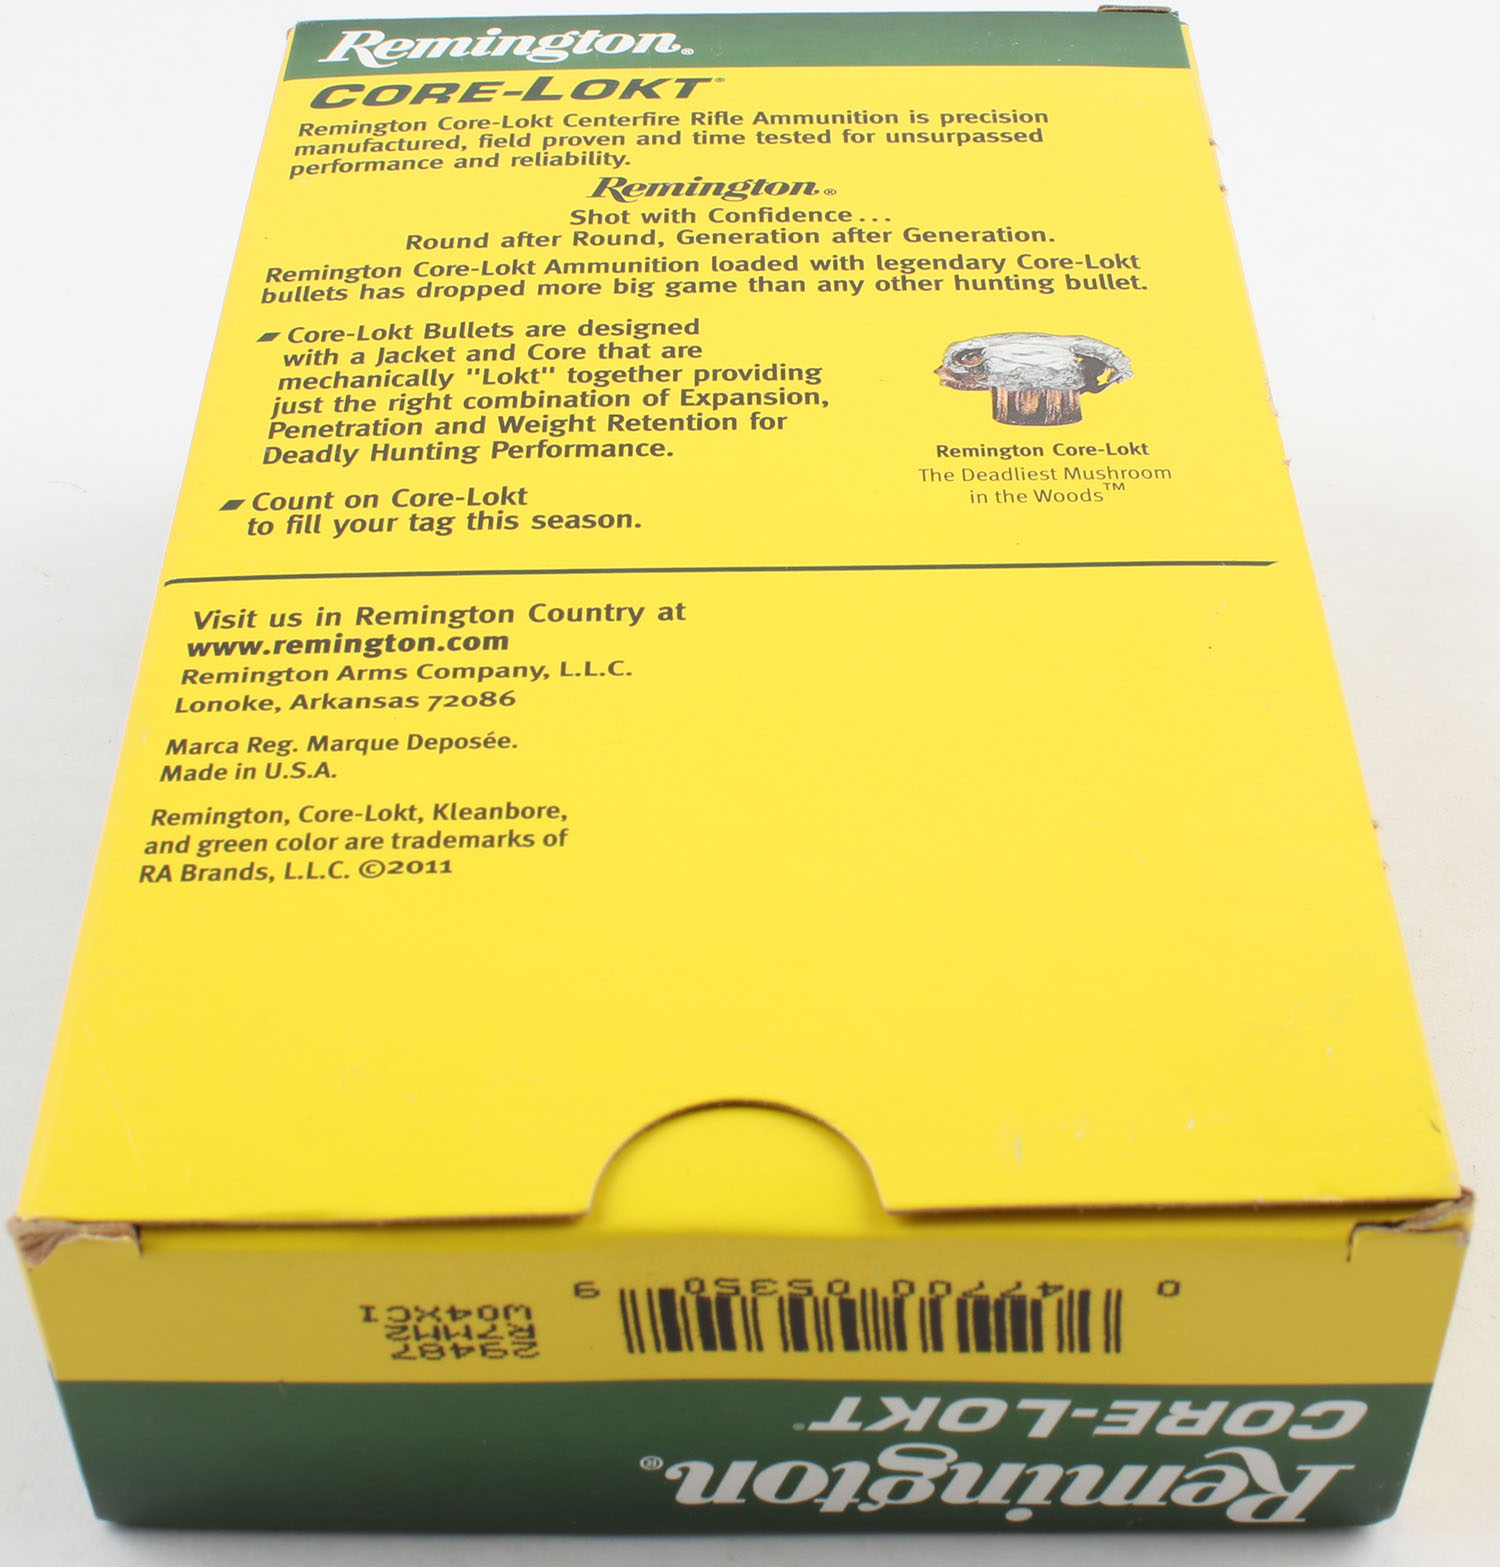 Remington®
CORE-LOKT®
Remington Core-Lokt Centerfire Rifle Ammunition is precision
manufactured, field proven and time tested for unsurpassed
performance and reliability.
Remington®
Shot with Confidence...
Round after Round, Generation after Generation.
Remington Core-Lokt Ammunition loaded with legendary Core-Lokt
bullets has dropped more big game than any other hunting bullet.
Core-Lokt Bullets are designed
with a Jacket and Core that are
mechanically "Lokt" together providing
just the right combination of Expansion,
Penetration and Weight Retention for
Deadly Hunting Performance.
Count on Core-Lokt
to fill your tag this season.
Remington Core-Lokt
The Deadliest Mushroom
in the Woods™
Visit us in Remington Country at
www.remington.com
Remington Arms Company, L.L.C.
Lonoke, Arkansas 72086
Marca Reg. Marque Deposée.
Made in U.S.A.
Remington, Core-Lokt, Kleanbore,
and green color are trademarks of
RA Brands, L.L.C. ©2011
Remington®
CORE-LOKT®
29487
R7MM2
W04XC1
0 47700 05350 9